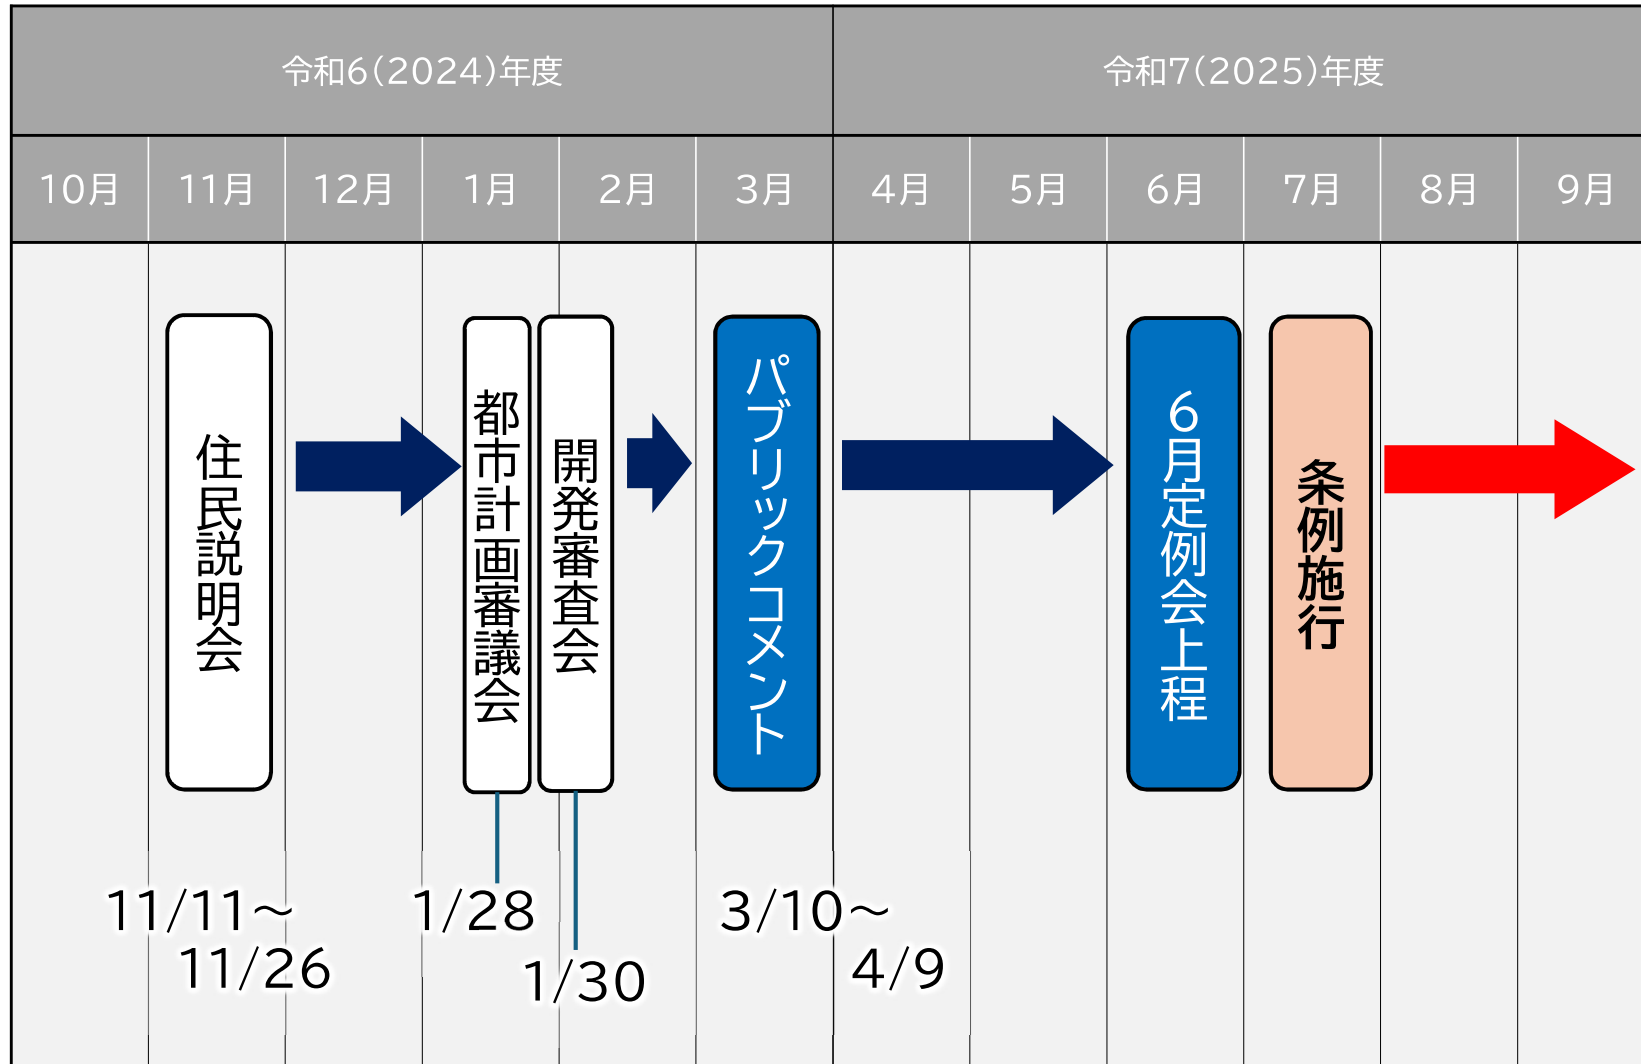 令和6(2024)年度
令和7(2025)年度
10月
11月
12月
1月
2月
3月
4月
5月
6月
7月
8月
9月
住民説明会
都市計画審議会
開発審査会
パブリックコメント
6月定例会上程
条例施行
11/11～
11/26
1/28
1/30
3/10～
4/9